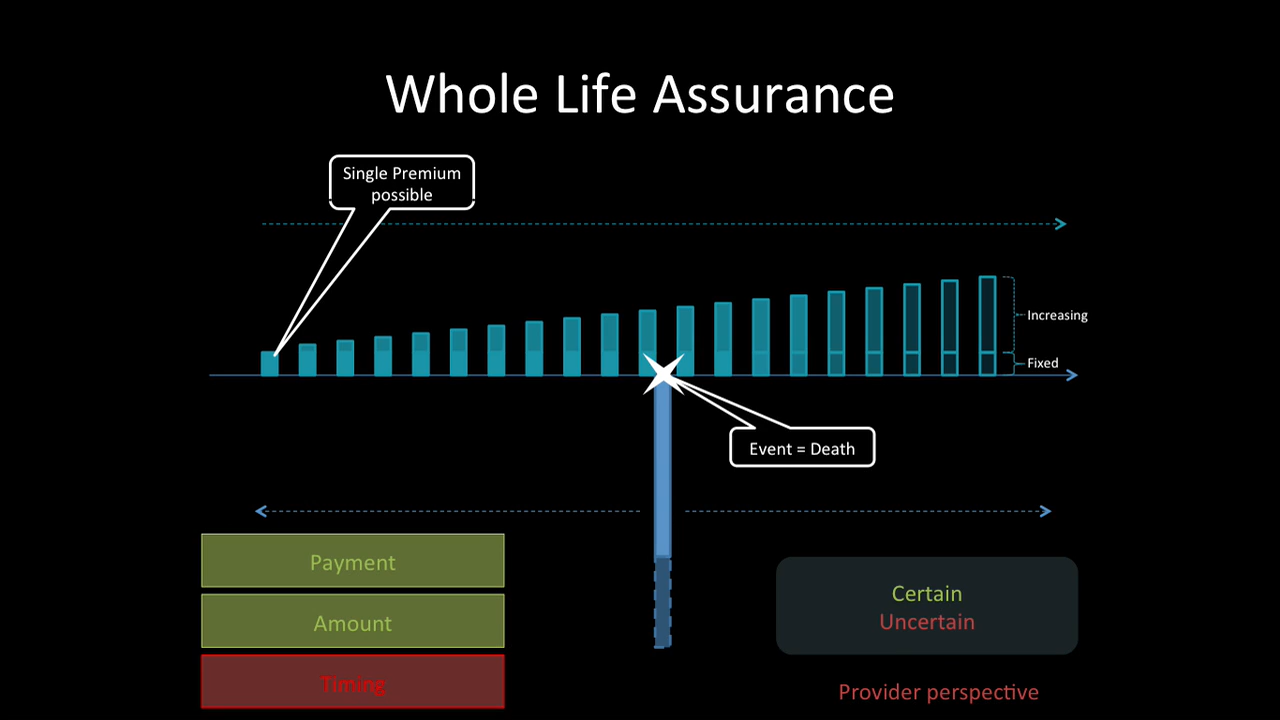 Whole Life Assurance
Single Premium
possible
Increasing
Fixed
Event = Death
Payment
Amount
Timing
Certain
Uncertain
Provider perspective